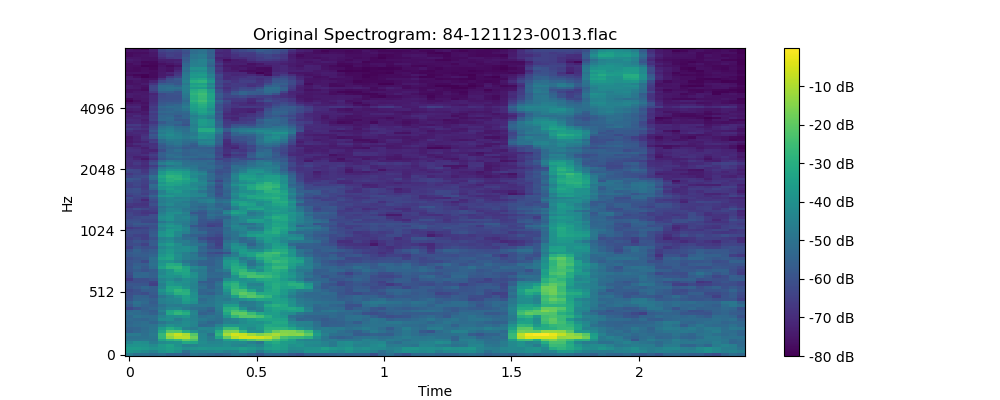 Original Spectrogram: 84-121123-0013.flac
Hz
4096
2048
1024
512
0
0 0.5 1 1.5 2
Time
-10 dB
-20 dB
-30 dB
-40 dB
-50 dB
-60 dB
-70 dB
-80 dB